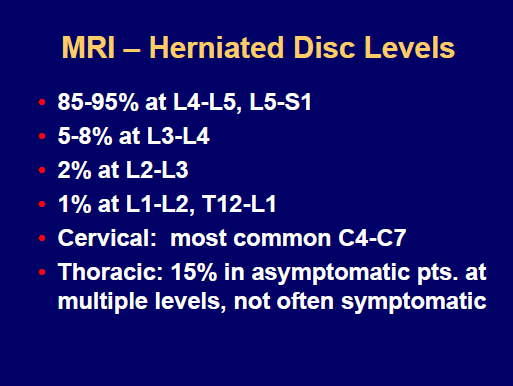 MRI – Herniated Disc Levels
• 85-95% at L4-L5, L5-S1
• 5-8% at L3-L4
• 2% at L2-L3
• 1% at L1-L2, T12-L1
• Cervical:  most common C4-C7
• Thoracic: 15% in asymptomatic pts. at
multiple levels, not often symptomatic